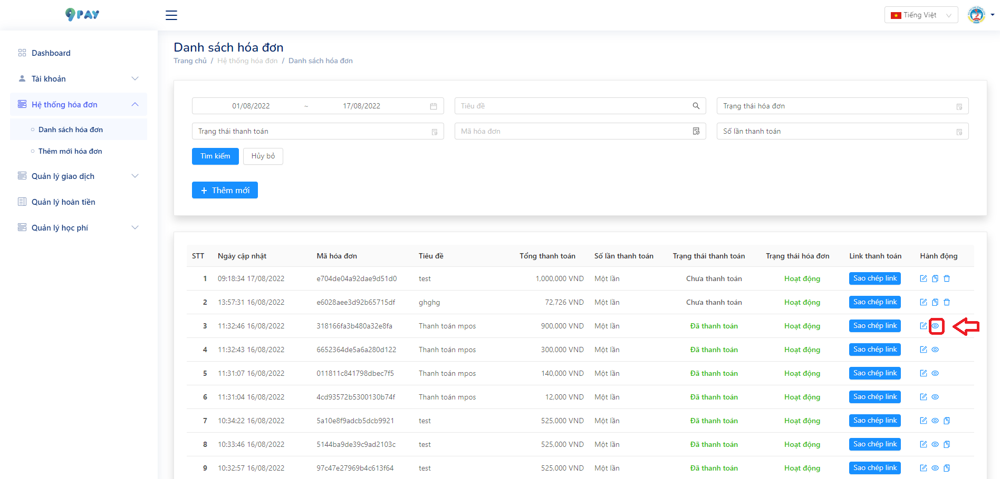 9PAY
Tiếng Việt
Dashboard
Tài khoản
Hệ thống hóa đơn
Danh sách hóa đơn
Thêm mới hóa đơn
Quản lý giao dịch
Quản lý hoàn tiền
Quản lý học phí
Danh sách hóa đơn
Trang chủ / Hệ thống hóa đơn / Danh sách hóa đơn
01/08/2022 ~ 17/08/2022 Tiêu đề Trạng thái hóa đơn
Trạng thái thanh toán Mã hóa đơn Số lần thanh toán
Tìm kiếm Hủy bỏ
+ Thêm mới
STT Ngày cập nhật Mã hóa đơn Tiêu đề Tổng thanh toán Số lần thanh toán Trạng thái thanh toán Trạng thái hóa đơn Link thanh toán Hành động
1 09:18:34 17/08/2022 e704de04a92dae9d51d0 test 1,000,000 VND Một lần Chưa thanh toán Hoạt động Sao chép link
2 13:57:31 16/08/2022 e6028aee3d92b65715df ghghg 72,726 VND Một lần Chưa thanh toán Hoạt động Sao chép link
3 11:32:46 16/08/2022 318166fa3b480a32e8fa Thanh toán mpos 900,000 VND Một lần Đã thanh toán Hoạt động Sao chép link
4 11:32:43 16/08/2022 6652364de5a6a280d122 Thanh toán mpos 300,000 VND Một lần Đã thanh toán Hoạt động Sao chép link
5 11:31:07 16/08/2022 011811c841798dbec7f5 Thanh toán mpos 140,000 VND Một lần Đã thanh toán Hoạt động Sao chép link
6 11:31:04 16/08/2022 4cd93572b5300130b74f Thanh toán mpos 12,000 VND Một lần Đã thanh toán Hoạt động Sao chép link
7 10:34:22 16/08/2022 5a10e8f9adcb5dcb9921 test 525,000 VND Một lần Đã thanh toán Hoạt động Sao chép link
8 10:33:46 16/08/2022 5144ba9de39c9ad2103c test 525,000 VND Một lần Đã thanh toán Hoạt động Sao chép link
9 10:32:57 16/08/2022 97c47e27969b4c613f64 test 525,000 VND Một lần Đã thanh toán Hoạt động Sao chép link